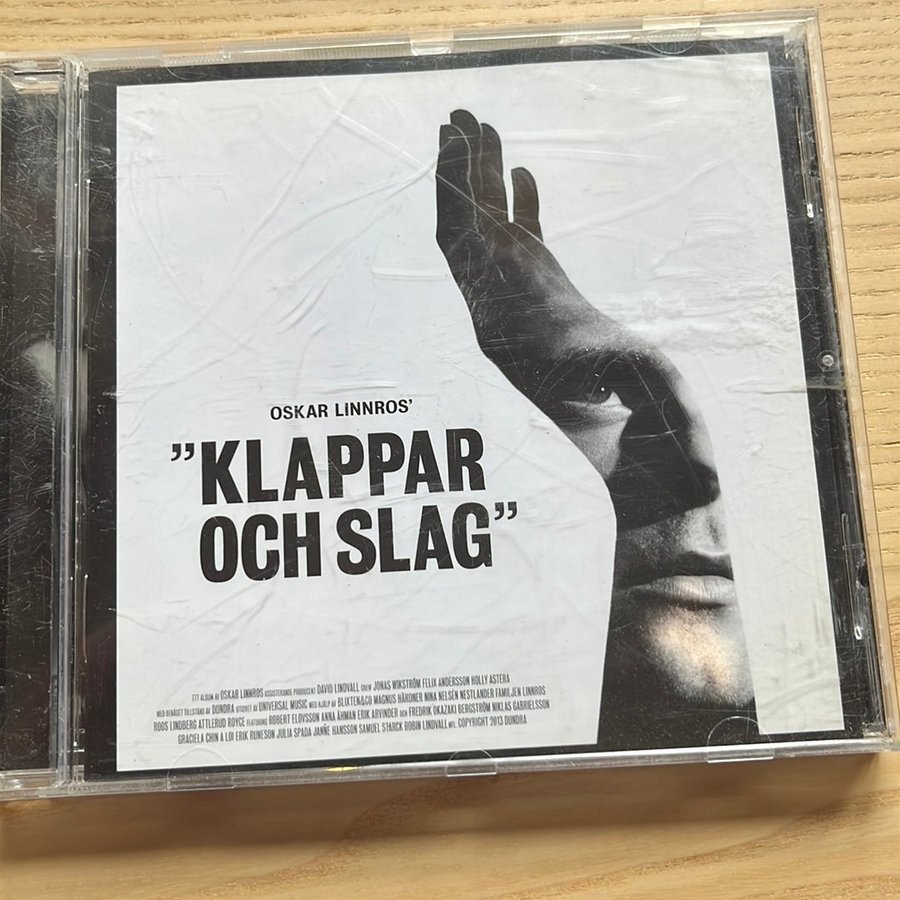 OSKAR LINNROS'
"KLAPPAR
OCH SLAG"
ETT ALBUM AV OSKAR LINNROS ASSISTERANDE PRODUCENT DAVID LINDVALL CREW JONAS WIKSTRÖM FELIX ANDERSSON HOLLY ASTERA
MED BENÄGET TILLSTÅND AV DUNDRA UTGIVET AV UNIVERSAL MUSIC MED HJÄLP AV BLIXTEN&CO MAGNUS HÄRDNER NINA NELSEN NESTLANDER FAMILJEN LINNROS
ROOS LINDBERG ATTLERUD ROYCE FEATURING ROBERT ELOVSSON ANNA ÅHMAN ERIK ARVINDER OCH FREDRIK OKAZAKI BERGSTRÖM NIKLAS GABRIELSSON
GRACIELA CHIN A LOI ERIK RUNESON JULIA SPADA JANNE HANSSON SAMUEL STARCK ROBIN LINDVALL MFL COPYRIGHT 2013 DUNDRA